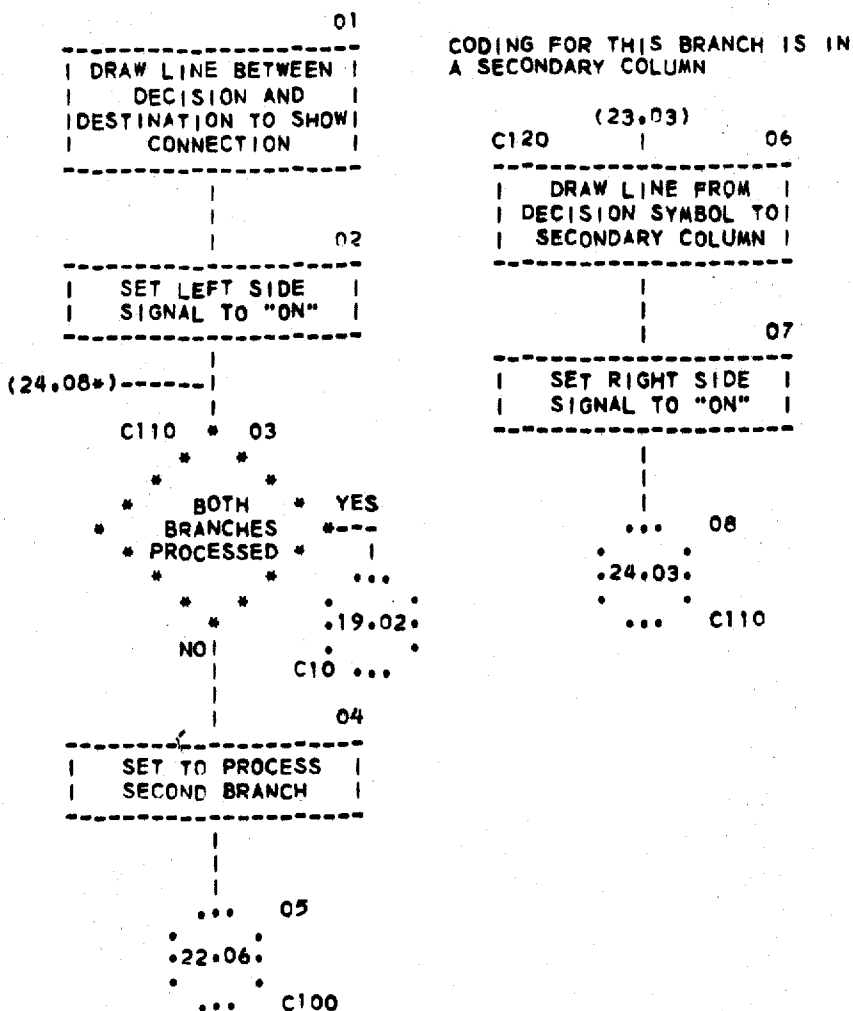 01
DRAW LINE BETWEEN
DECISION AND
DESTINATION TO SHOW
CONNECTION
02
SET LEFT SIDE
SIGNAL TO "ON"
(24.08*)
C110 03
BOTH
BRANCHES
PROCESSED
YES
19.02
C10
NO
04
SET TO PROCESS
SECOND BRANCH
05
22.06
C100
CODING FOR THIS BRANCH IS IN
A SECONDARY COLUMN
(23.03)
C120 06
DRAW LINE FROM
DECISION SYMBOL TO
SECONDARY COLUMN
07
SET RIGHT SIDE
SIGNAL TO "ON"
08
24.03
C110